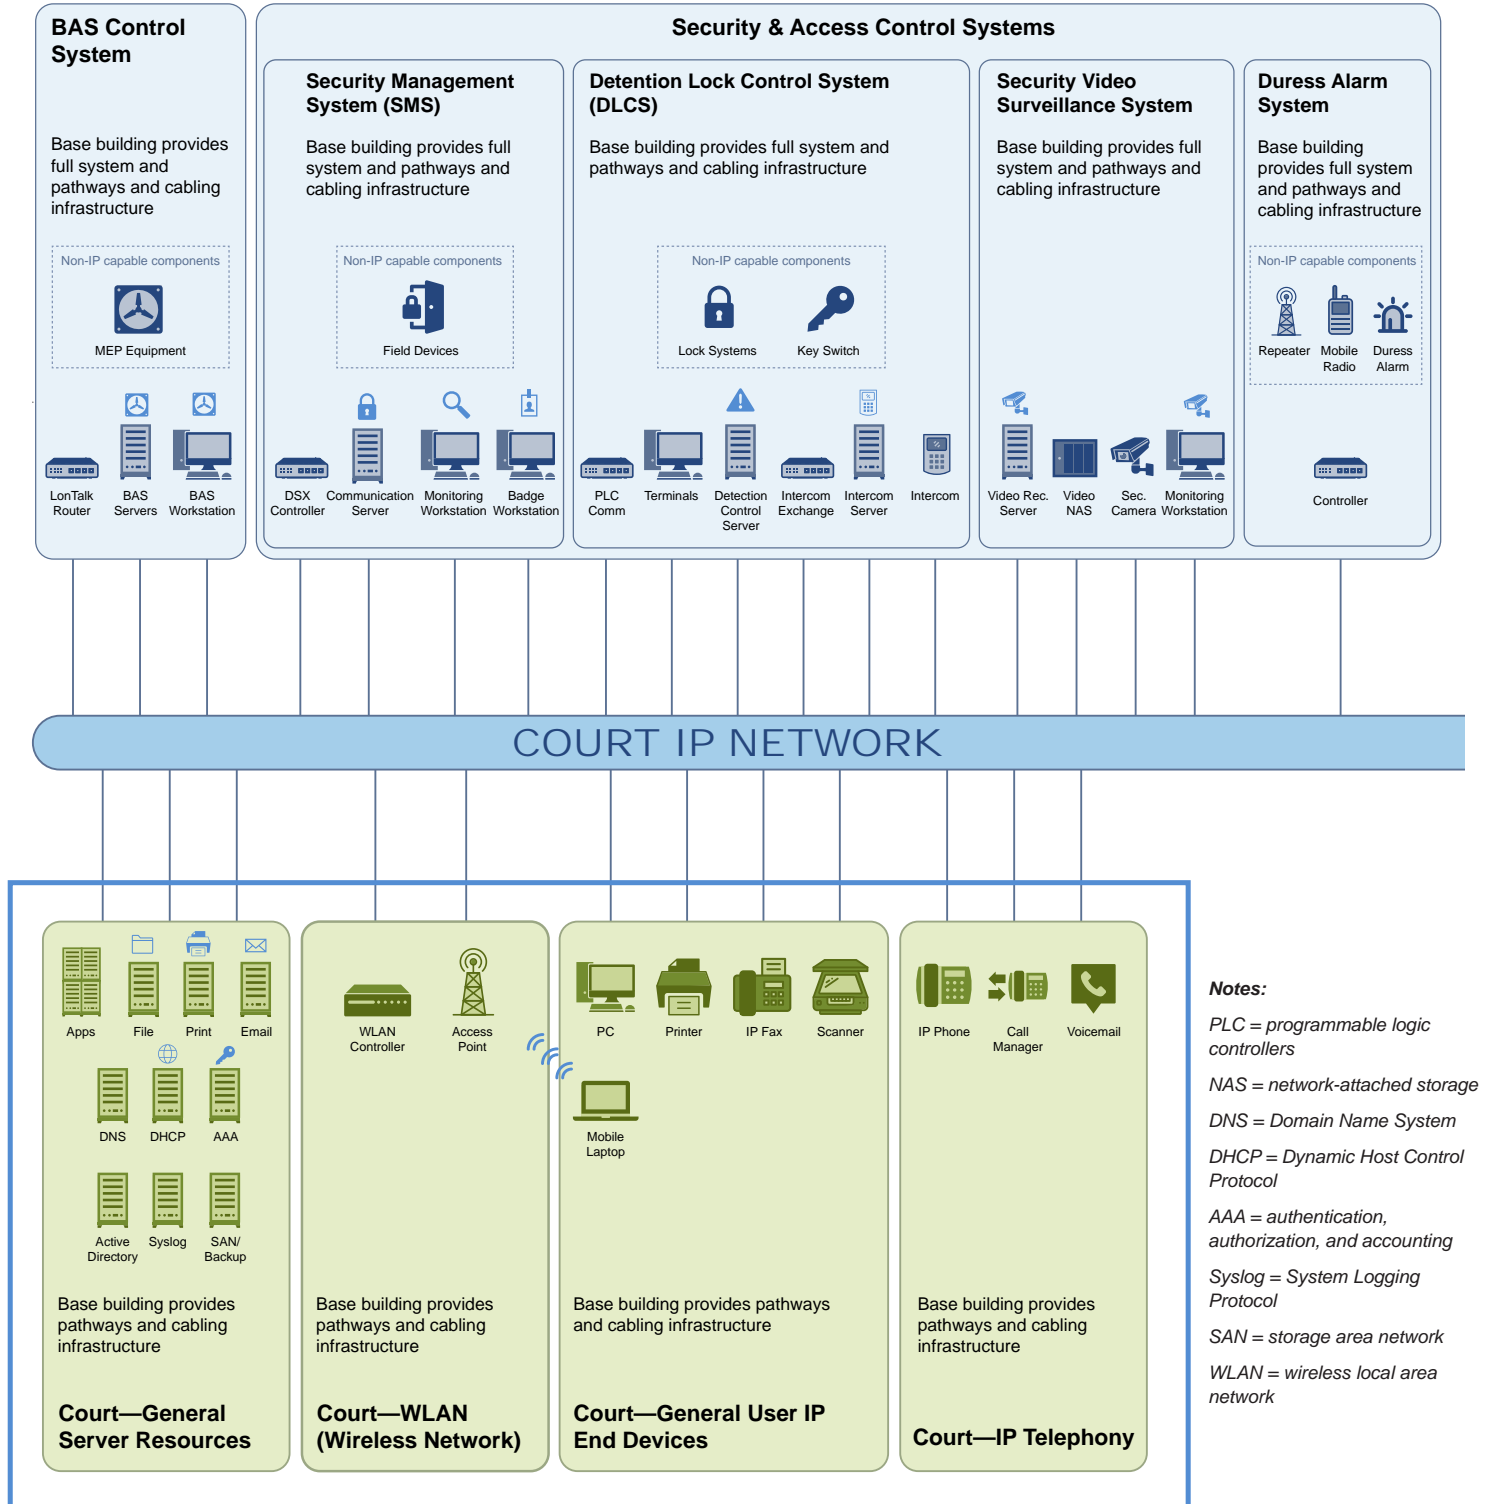 BAS Control
System
Base building provides
full system and
pathways and cabling
infrastructure
Non-IP capable components
MEP Equipment
LonTalk
Router
BAS
Servers
BAS
Workstation
Security & Access Control Systems
Security Management
System (SMS)
Base building provides full
system and pathways and
cabling infrastructure
Non-IP capable components
Field Devices
DSX
Controller
Communication
Server
Monitoring
Workstation
Badge
Workstation
Detention Lock Control System
(DLCS)
Base building provides full system and
pathways and cabling infrastructure
Non-IP capable components
Lock Systems
Key Switch
PLC
Comm
Terminals
Detection
Control
Server
Intercom
Exchange
Intercom
Server
Intercom
Security Video
Surveillance System
Base building provides full
system and pathways and
cabling infrastructure
Video Rec.
Server
Video
NAS
Sec.
Camera
Monitoring
Workstation
Duress Alarm
System
Base building
provides full system
and pathways and
cabling infrastructure
Non-IP capable components
Repeater
Mobile
Radio
Duress
Alarm
Controller
COURT IP NETWORK
Apps
File
Print
Email
DNS
DHCP
AAA
Active
Directory
Syslog
SAN/
Backup
Base building provides
pathways and cabling
infrastructure
Court—General
Server Resources
WLAN
Controller
Access
Point
Base building provides
pathways and cabling
infrastructure
Court—WLAN
(Wireless Network)
PC
Printer
IP Fax
Scanner
Mobile
Laptop
Base building provides pathways
and cabling infrastructure
Court—General User IP
End Devices
IP Phone
Call
Manager
Voicemail
Base building provides
pathways and cabling
infrastructure
Court—IP Telephony
Notes:
PLC = programmable logic
controllers
NAS = network-attached storage
DNS = Domain Name System
DHCP = Dynamic Host Control
Protocol
AAA = authentication,
authorization, and accounting
Syslog = System Logging
Protocol
SAN = storage area network
WLAN = wireless local area
network